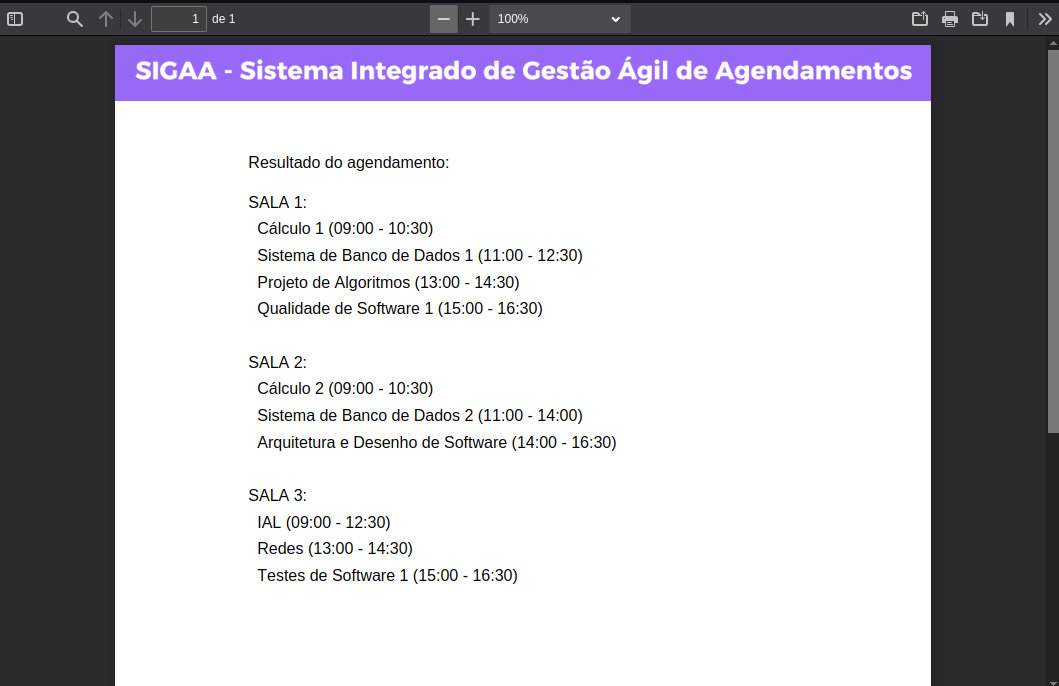 1 de 1 100%
SIGAA - Sistema Integrado de Gestão Ágil de Agendamentos
Resultado do agendamento:
SALA 1:
Cálculo 1 (09:00 - 10:30)
Sistema de Banco de Dados 1 (11:00 - 12:30)
Projeto de Algoritmos (13:00 - 14:30)
Qualidade de Software 1 (15:00 - 16:30)
SALA 2:
Cálculo 2 (09:00 - 10:30)
Sistema de Banco de Dados 2 (11:00 - 14:00)
Arquitetura e Desenho de Software (14:00 - 16:30)
SALA 3:
IAL (09:00 - 12:30)
Redes (13:00 - 14:30)
Testes de Software 1 (15:00 - 16:30)